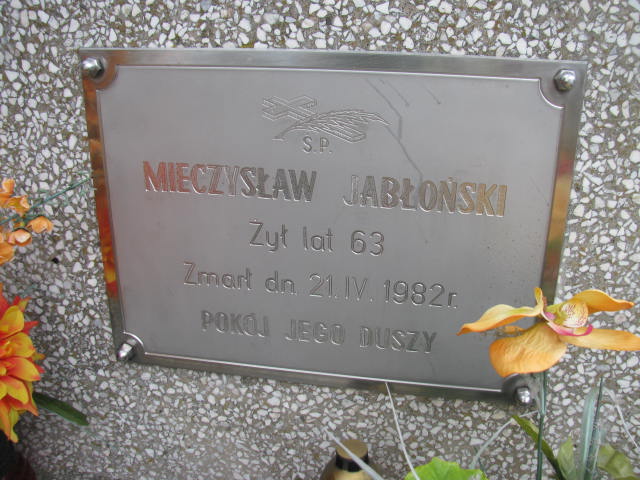 Ś.P.
MIECZYSŁAW JABŁOŃSKI
Żył lat 63
Zmarł dn. 21.IV.1982r.
POKÓJ JEGO DUSZY